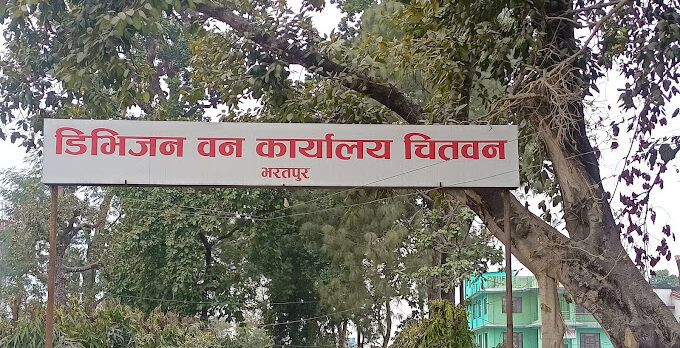 डिभिजन वन कार्यालय चितवन
भरतपुर